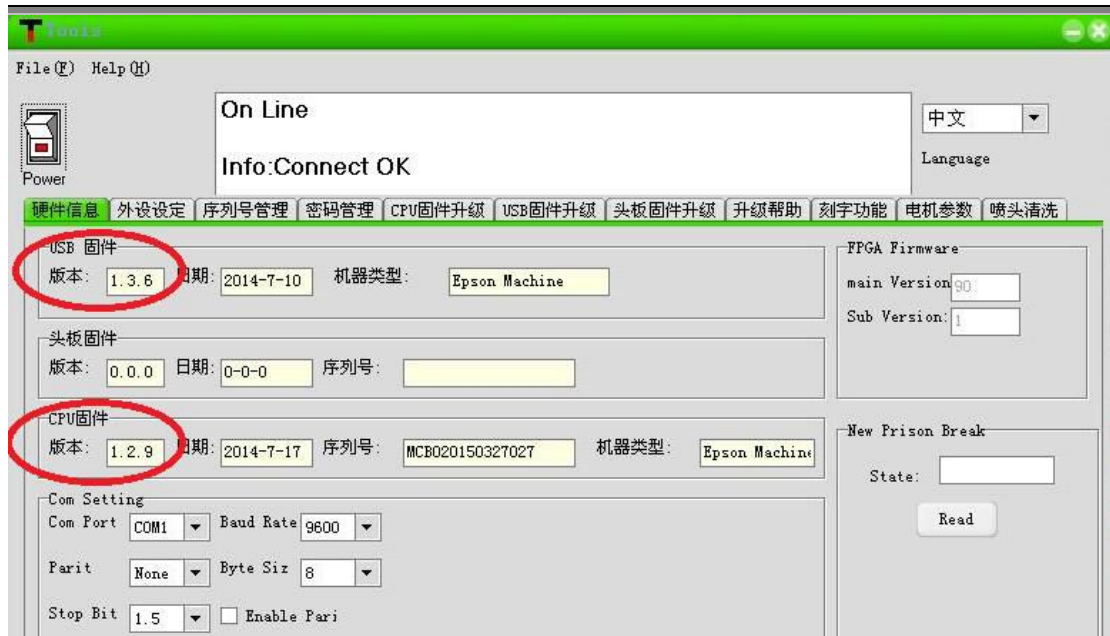 Tools
File(F) Help(H)
On Line
Info:Connect OK
中文
Language
Power
硬件信息 外设设定 序列号管理 密码管理 CPU固件升级 USB固件升级 头板固件升级 升级帮助 刻字功能 电机参数 喷头清洗
USB 固件
版本: 1.3.6 日期: 2014-7-10 机器类型: Epson Machine
头板固件
版本: 0.0.0 日期: 0-0-0 序列号:
CPU固件
版本: 1.2.9 日期: 2014-7-17 序列号: MCB020150327027 机器类型: Epson Machine
Com Setting
Com Port COM1 Baud Rate 9600
Parit None Byte Siz 8
Stop Bit 1.5 Enable Pari
FPGA Firmware
main Version 90
Sub Version: 1
New Prison Break
State:
Read